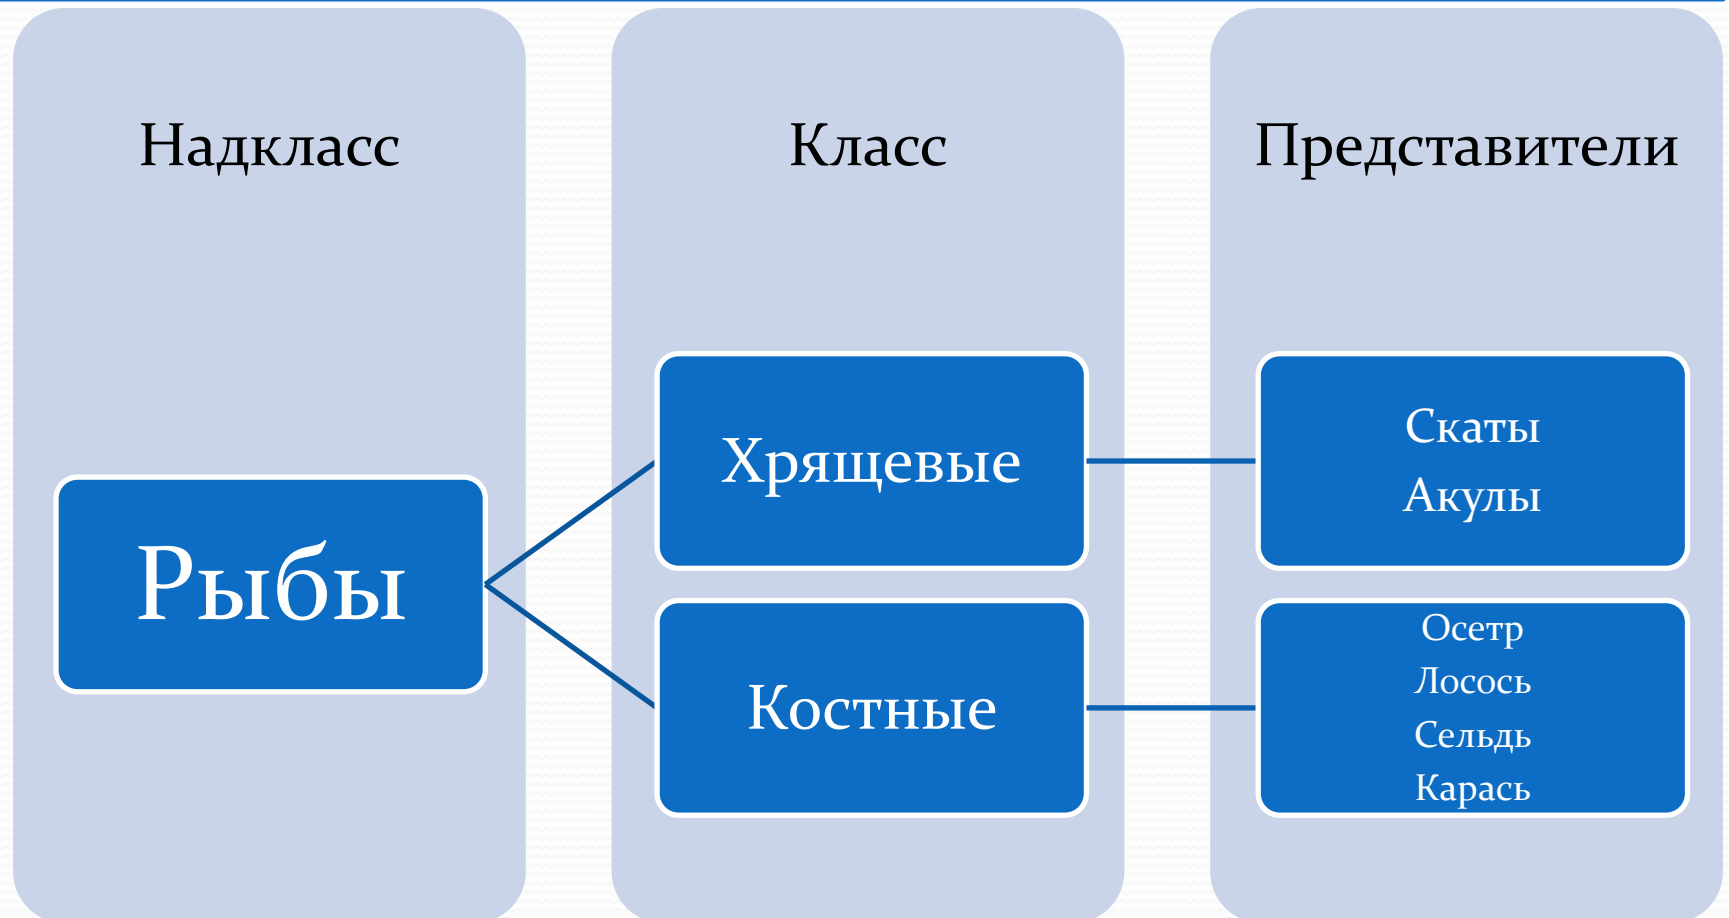 Надкласс
Класс
Представители
Рыбы
Хрящевые
Скаты
Акулы
Костные
Осетр
Лосось
Сельдь
Карась